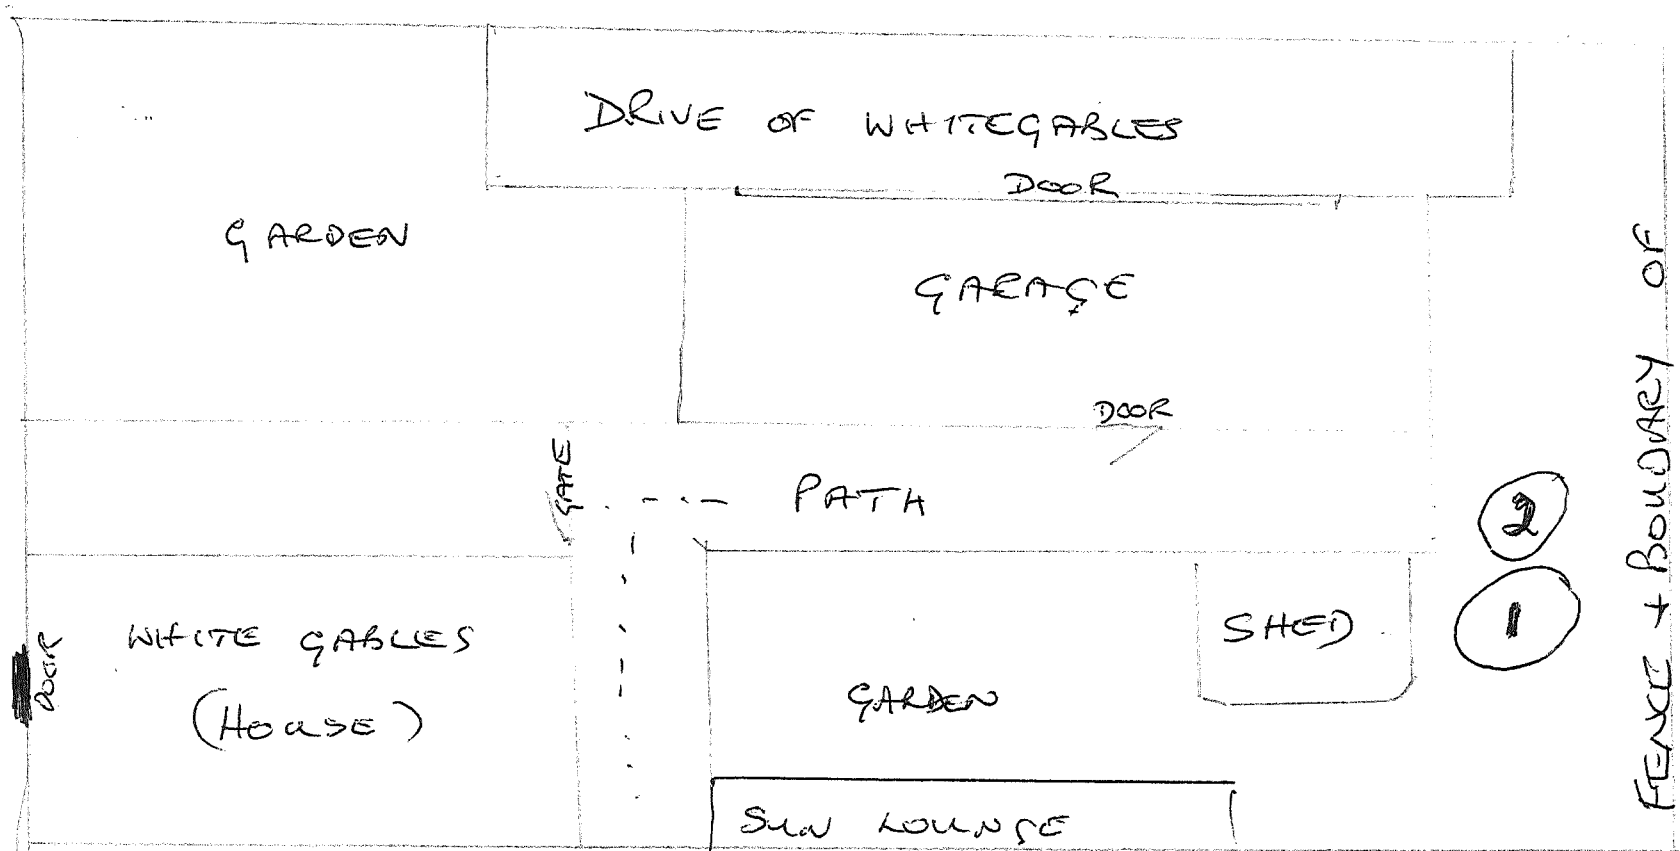 DRIVE OF WHITEGABLES
DOOR
GARDEN
GARAGE
DOOR
GATE
PATH
2
1
FENCE + BOUNDARY OF
DOOR
WHITE GABLES
(HOUSE)
SHED
GARDEN
SUN LOUNGE